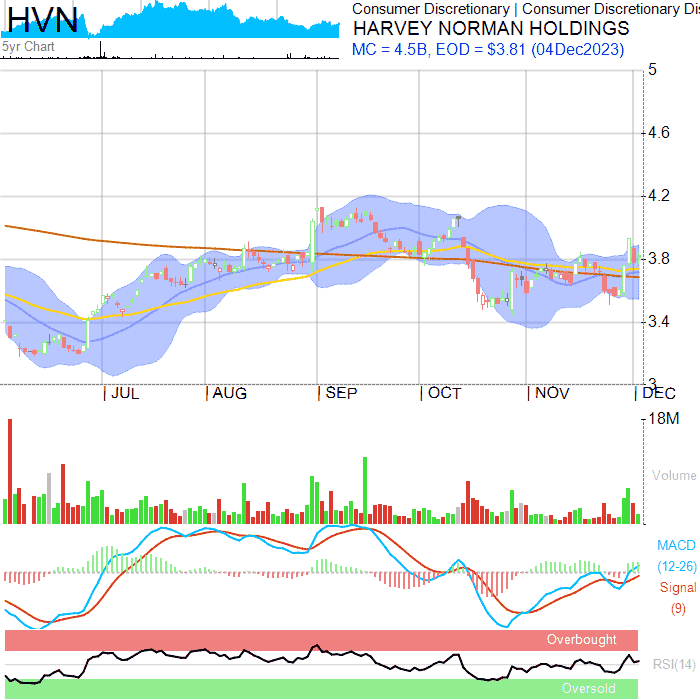 HVN
5yr Chart
Consumer Discretionary | Consumer Discretionary Dis
HARVEY NORMAN HOLDINGS
MC = 4.5B, EOD = $3.81 (04Dec2023)
5
4.6
4.2
3.8
3.4
3
JUL AUG SEP OCT NOV DEC
18M
Volume
MACD
(12-26)
Signal
(9)
Overbought
RSI(14)
Oversold